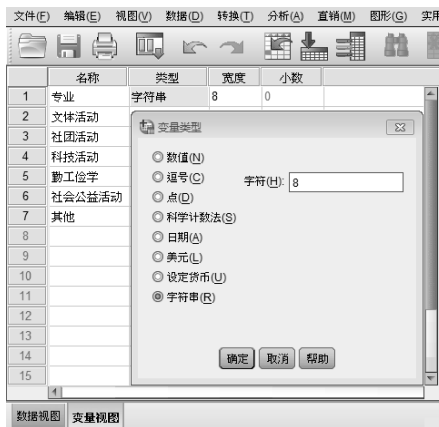 文件(F) 编辑(E) 视图(V) 数据(D) 转换(T) 分析(A) 直销(M) 图形(G) 实用
名称 类型 宽度 小数
1 专业 字符串 8 0
2 文体活动
3 社团活动
4 科技活动
5 勤工俭学
6 社会公益活动
7 其他
8
9
10
11
12
13
14
15
变量类型
数值(N)
逗号(C)
点(D)
科学计数法(S)
日期(A)
美元(L)
设定货币(U)
字符串(R)
字符(H): 8
确定 取消 帮助
数据视图 变量视图